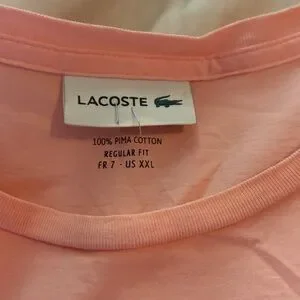 LACOSTE
100% PIMA COTTON
REGULAR FIT
FR 7 - US XXL